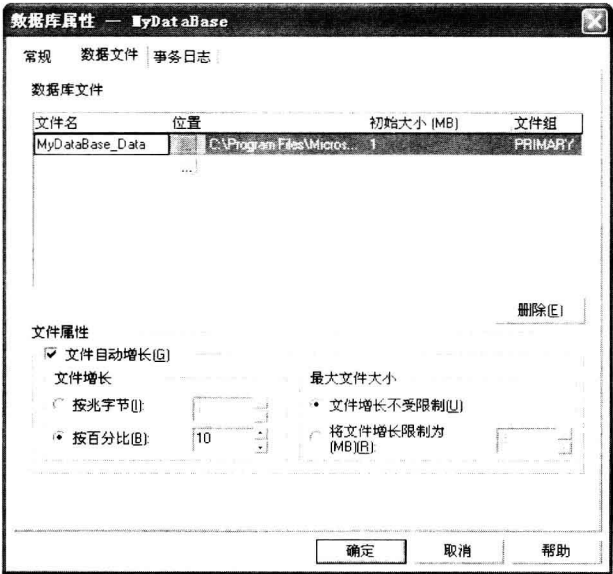 数据库属性 — MyDataBase
常规 数据文件 事务日志
数据库文件
文件名 位置 初始大小 (MB) 文件组
MyDataBase_Data ... C:\Program Files\Micros... 1 PRIMARY
...
删除(E)
文件属性
文件自动增长(G)
文件增长 最大文件大小
按兆字节(I): 文件增长不受限制(U)
按百分比(B): 10 将文件增长限制为
(MB)(R):
确定 取消 帮助